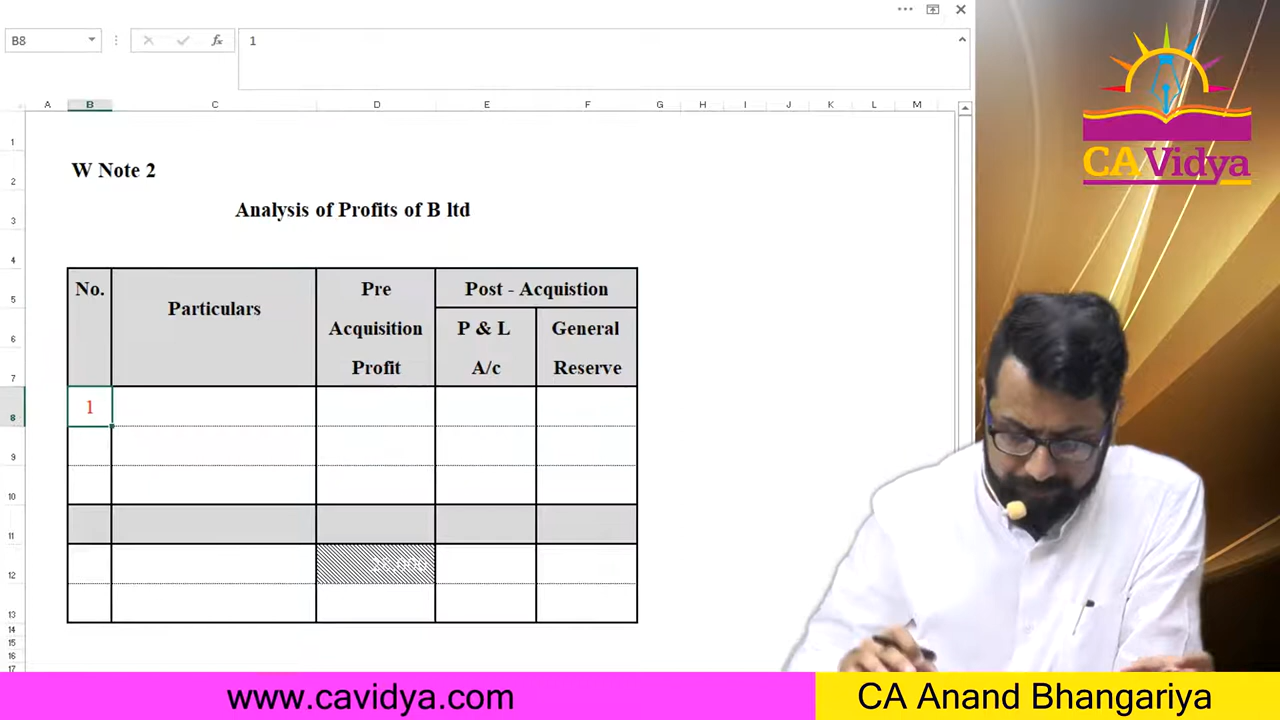 B8
fx
1
A B C D E F G H I J K L M
1
W Note 2
2
Analysis of Profits of B ltd
3
4
No. Particulars Pre Acquisition Profit Post - Acquistion
5
P & L A/c General Reserve
6
7
1
8
9
10
11
12
13
14
15
16
17
CA Vidya
www.cavidya.com
CA Anand Bhangariya